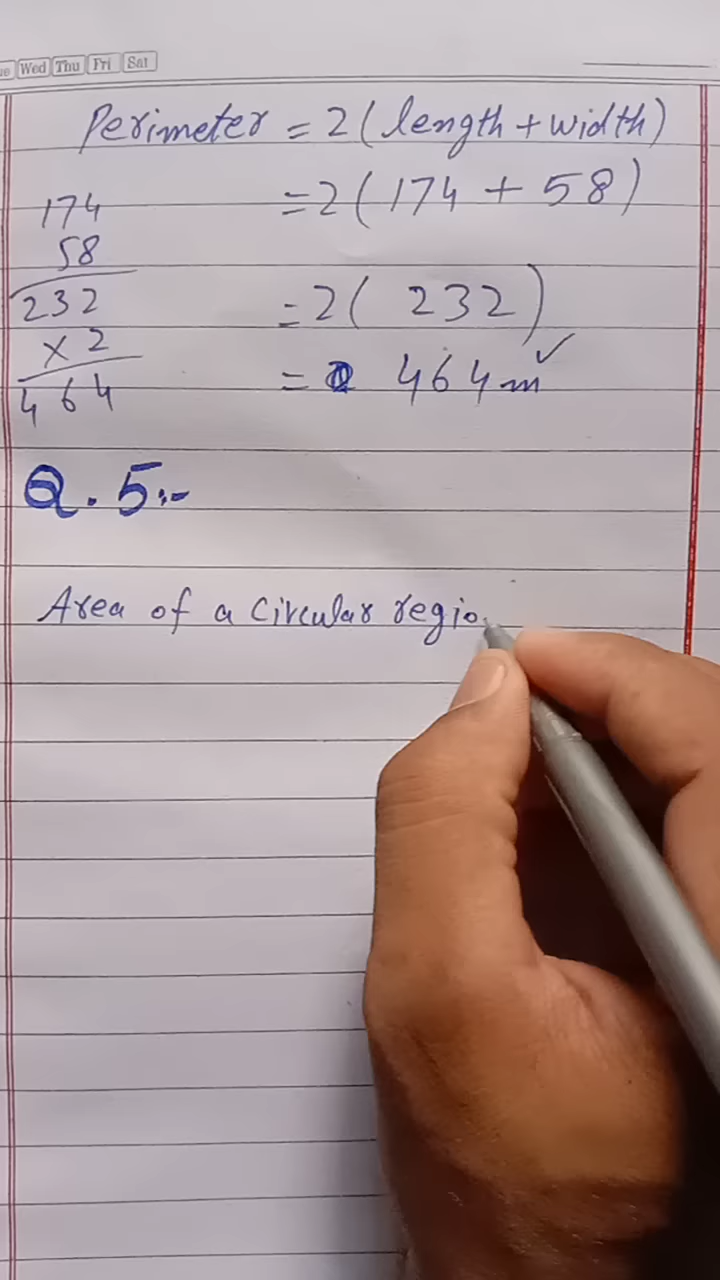 Wed Thu Fri Sat
Perimeter = 2(length + width)
= 2(174 + 58)
174
58
232
× 2
464
= 2( 232 )
= 464m ✓
Q. 5:-
Area of a Circular regio